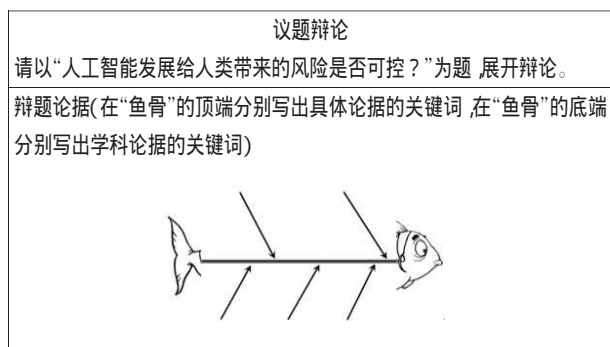 议题辩论
请以“人工智能发展给人类带来的风险是否可控？”为题,展开辩论。
辩题论据(在“鱼骨”的顶端分别写出具体论据的关键词,在“鱼骨”的底端
分别写出学科论据的关键词)